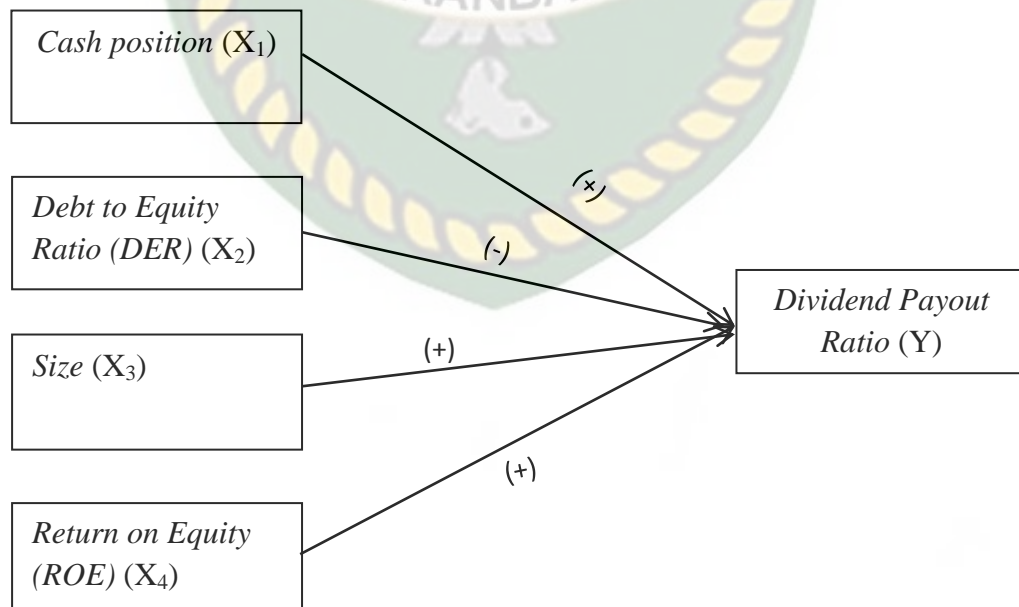 Cash position (X₁)
(+)
Debt to Equity
Ratio (DER) (X₂)
(-)
Dividend Payout
Ratio (Y)
Size (X₃)
(+)
(+)
Return on Equity
(ROE) (X₄)